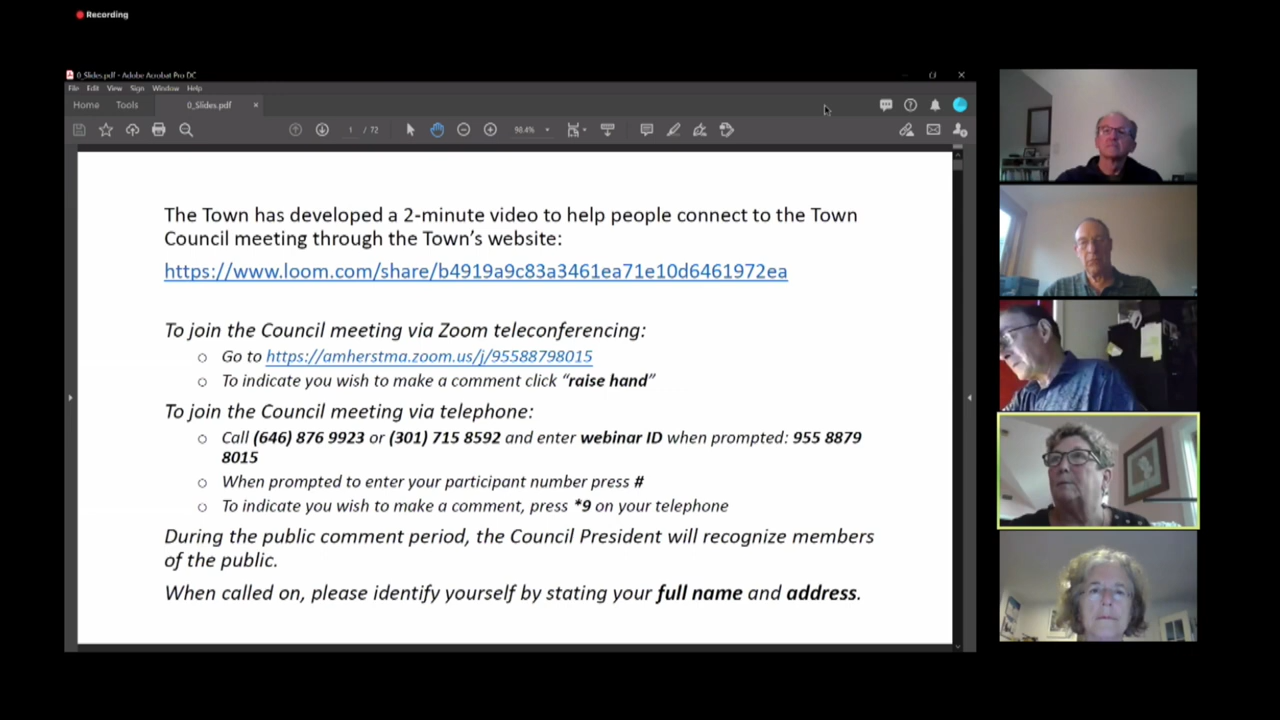 Recording
0_Slides.pdf - Adobe Acrobat Pro DC
File Edit View Sign Window Help
Home Tools 0_Slides.pdf ×
1 / 72 98.4%
The Town has developed a 2-minute video to help people connect to the Town
Council meeting through the Town’s website:
https://www.loom.com/share/b4919a9c83a3461ea71e10d6461972ea
To join the Council meeting via Zoom teleconferencing:
○ Go to https://amherstma.zoom.us/j/95588798015
○ To indicate you wish to make a comment click “raise hand”
To join the Council meeting via telephone:
○ Call (646) 876 9923 or (301) 715 8592 and enter webinar ID when prompted: 955 8879
8015
○ When prompted to enter your participant number press #
○ To indicate you wish to make a comment, press *9 on your telephone
During the public comment period, the Council President will recognize members
of the public.
When called on, please identify yourself by stating your full name and address.